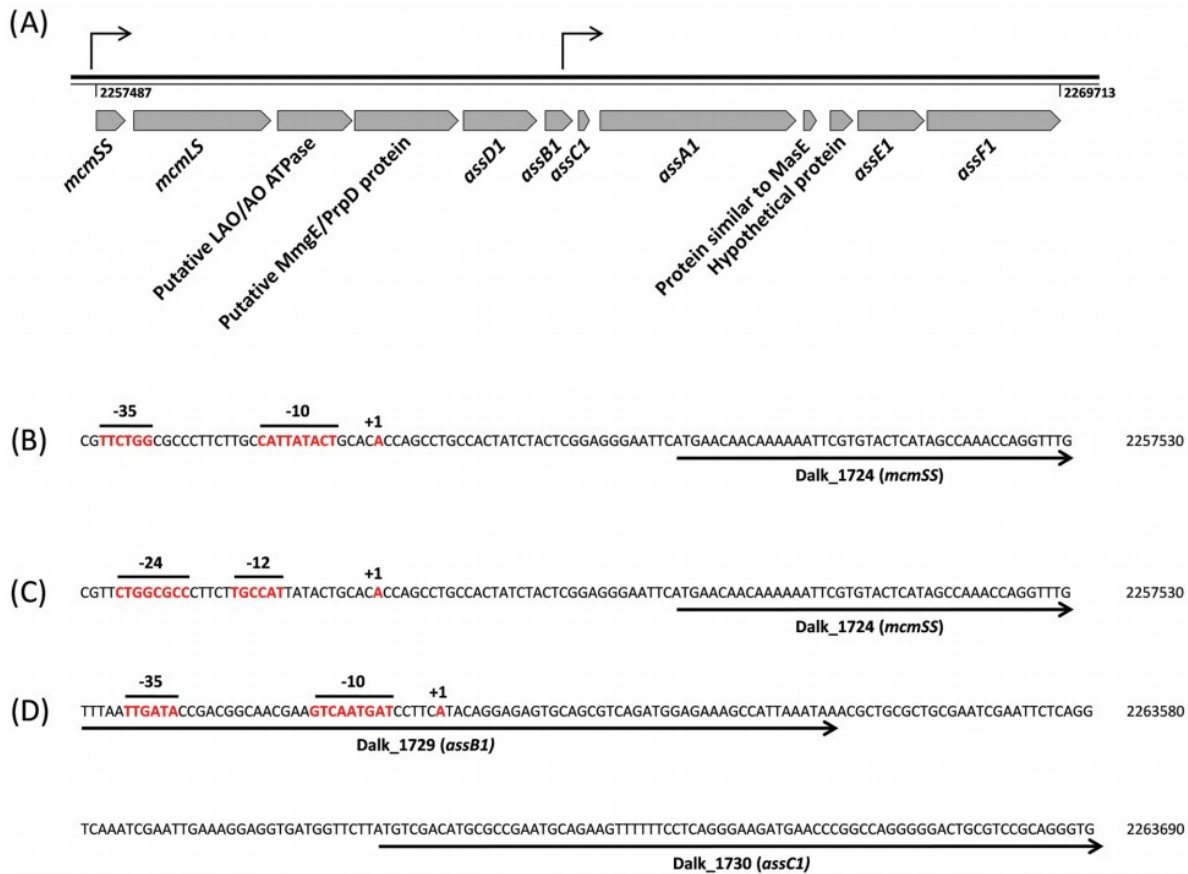 (A)
2257487 2269713
mcmSS
mcmLS
Putative LAO/AO ATPase
Putative MmgE/PrpD protein
assD1
assB1
assC1
assA1
Protein similar to MasE
Hypothetical protein
assE1
assF1
-35 -10 +1
(B) CGTTCTGGCGCCCTTCTTGCCATTATACTGCACACCAGCCTGCCACTATCTACTCGGAGGGAATTCATGAACAACAAAAAATTCGTGTACTCATAGCCAAACCAGGTTTG 2257530
Dalk_1724 (mcmSS)
-24 -12 +1
(C) CGTTCTGGCGCCCTTCTTGCCATTATACTGCACACCAGCCTGCCACTATCTACTCGGAGGGAATTCATGAACAACAAAAAATTCGTGTACTCATAGCCAAACCAGGTTTG 2257530
Dalk_1724 (mcmSS)
-35 -10 +1
(D) TTTAATTGATACCGACGGCAACGAAGTCAATGATCCTTCATACAGGAGAGTGCAGCGTCAGATGGAGAAAGCCATTAAATAAACGCTGCGCTGCGAATCGAATTCTCAGG 2263580
Dalk_1729 (assB1)
TCAAATCGAATTGAAAGGAGGTGATGGTTCTTATGTCGACATGCGCCGAATGCAGAAGTTTTTTCCTCAGGGAAGATGAACCCGGCCAGGGGGACTGCGTCCGCAGGGTG 2263690
Dalk_1730 (assC1)